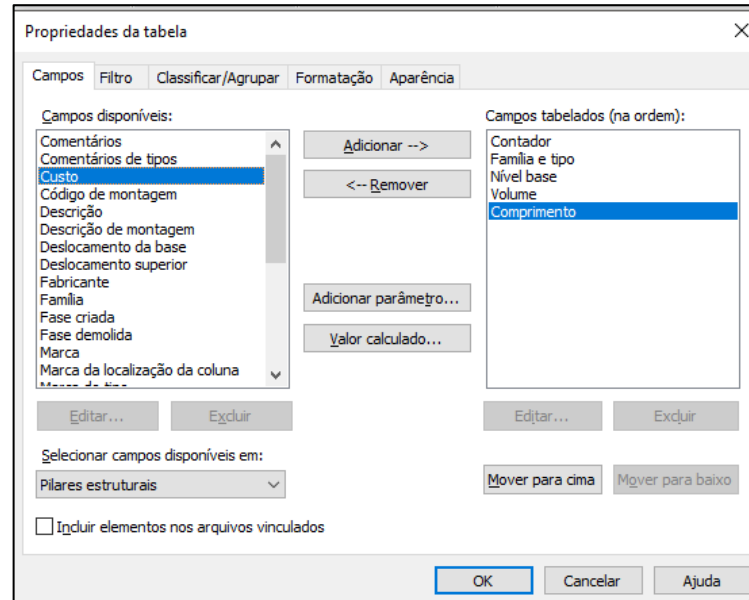 Propriedades da tabela
Campos Filtro Classificar/Agrupar Formatação Aparência
Campos disponíveis:
Comentários
Comentários de tipos
Custo
Código de montagem
Descrição
Descrição de montagem
Deslocamento da base
Deslocamento superior
Fabricante
Família
Fase criada
Fase demolida
Marca
Marca da localização da coluna
Marca do tipo
Editar... Excluir
Selecionar campos disponíveis em:
Pilares estruturais
Incluir elementos nos arquivos vinculados
Adicionar -->
<-- Remover
Adicionar parâmetro...
Valor calculado...
Campos tabelados (na ordem):
Contador
Família e tipo
Nível base
Volume
Comprimento
Editar... Excluir
Mover para cima Mover para baixo
OK Cancelar Ajuda